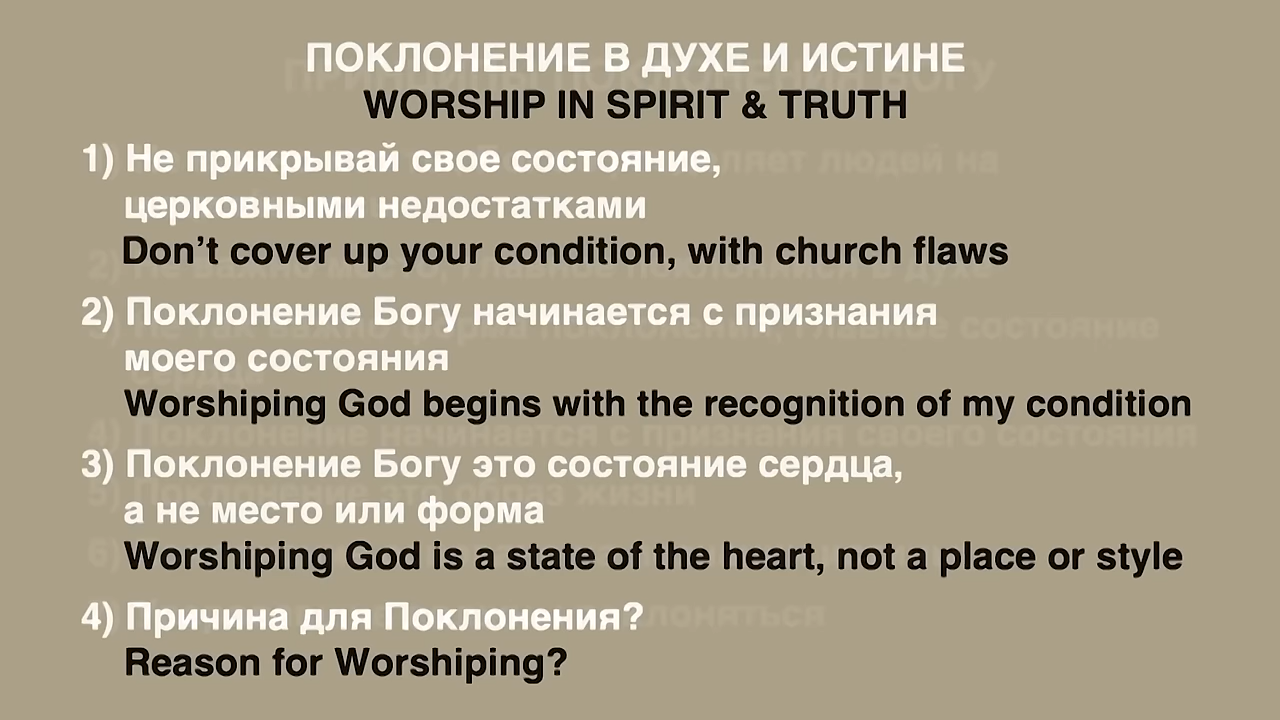 ПОКЛОНЕНИЕ В ДУХЕ И ИСТИНЕ
WORSHIP IN SPIRIT & TRUTH
1) Не прикрывай свое состояние,
церковными недостатками
Don’t cover up your condition, with church flaws
2) Поклонение Богу начинается с признания
моего состояния
Worshiping God begins with the recognition of my condition
3) Поклонение Богу это состояние сердца,
а не место или форма
Worshiping God is a state of the heart, not a place or style
4) Причина для Поклонения?
Reason for Worshiping?